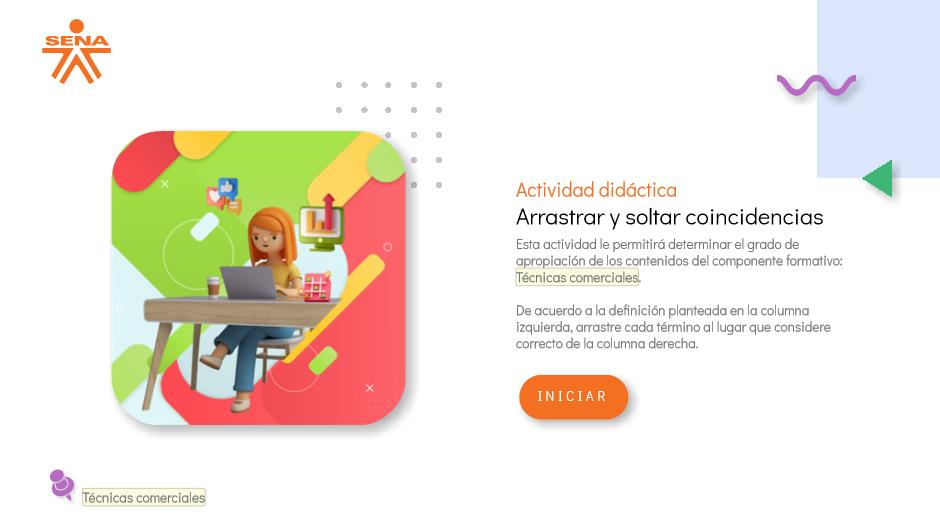 SENA
Actividad didáctica
Arrastrar y soltar coincidencias
Esta actividad le permitirá determinar el grado de
apropiación de los contenidos del componente formativo:
Técnicas comerciales.
De acuerdo a la definición planteada en la columna
izquierda, arrastre cada término al lugar que considere
correcto de la columna derecha.
INICIAR
Técnicas comerciales